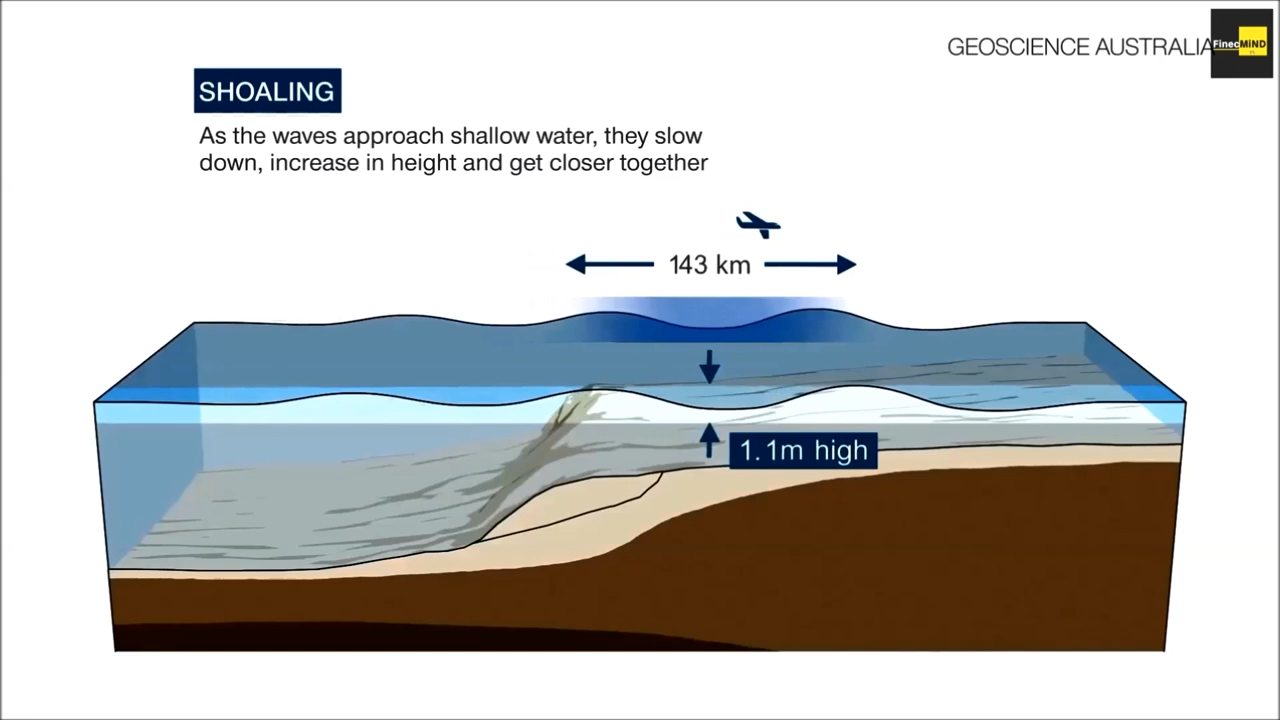 GEOSCIENCE AUSTRALIA
FinecMIND
SHOALING
As the waves approach shallow water, they slow
down, increase in height and get closer together
143 km
1.1m high